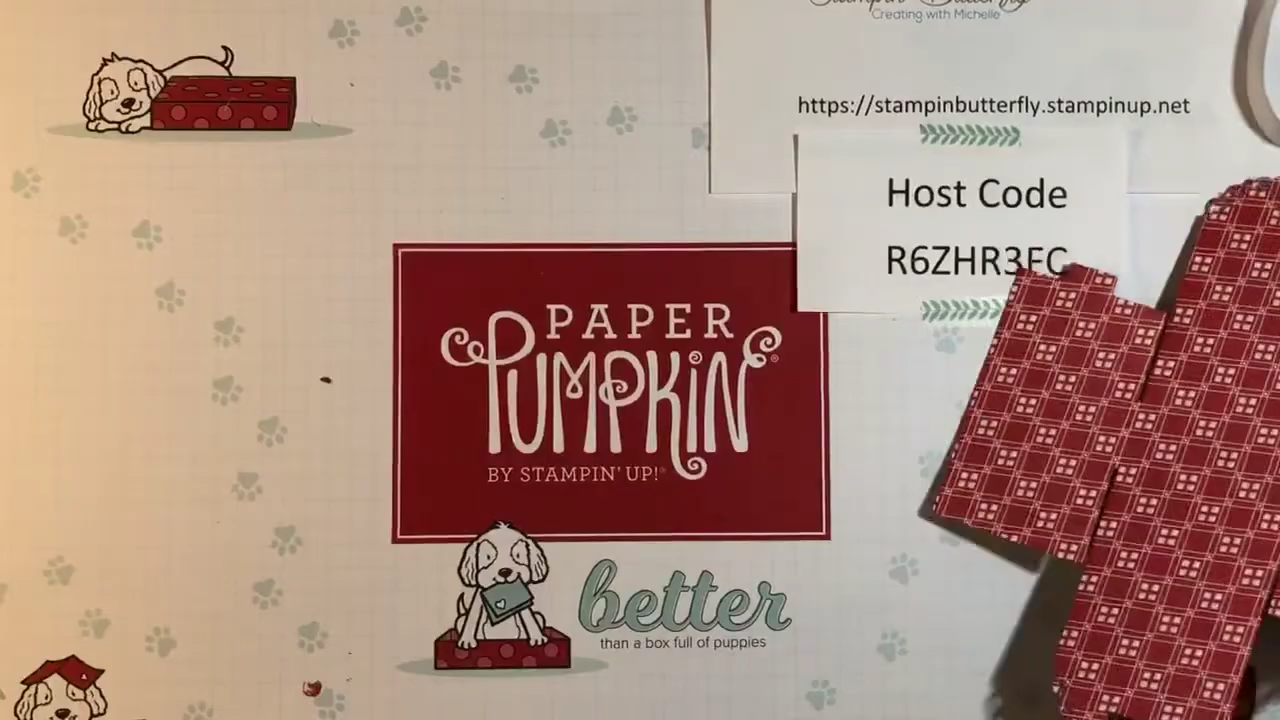 Creating with Michelle
https://stampinbutterfly.stampinup.net
Host Code
PAPER
PUMPKIN®
BY STAMPIN' UP!®
better
than a box full of puppies